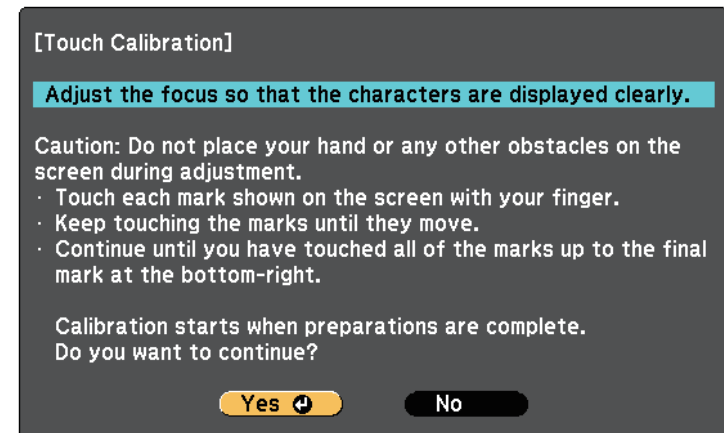 [Touch Calibration]
Adjust the focus so that the characters are displayed clearly.
Caution: Do not place your hand or any other obstacles on the
screen during adjustment.
· Touch each mark shown on the screen with your finger.
· Keep touching the marks until they move.
· Continue until you have touched all of the marks up to the final
mark at the bottom-right.
Calibration starts when preparations are complete.
Do you want to continue?
Yes No